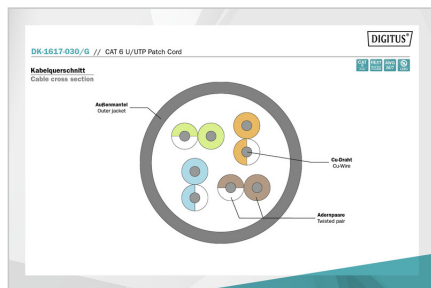 DIGITUS®
DK-1617-030/G // CAT 6 U/UTP Patch Cord
Kabelquerschnitt
Cable cross section
Außenmantel
Outer jacket
Cu-Draht
Cu-Wire
Adernpaare
Twisted pair